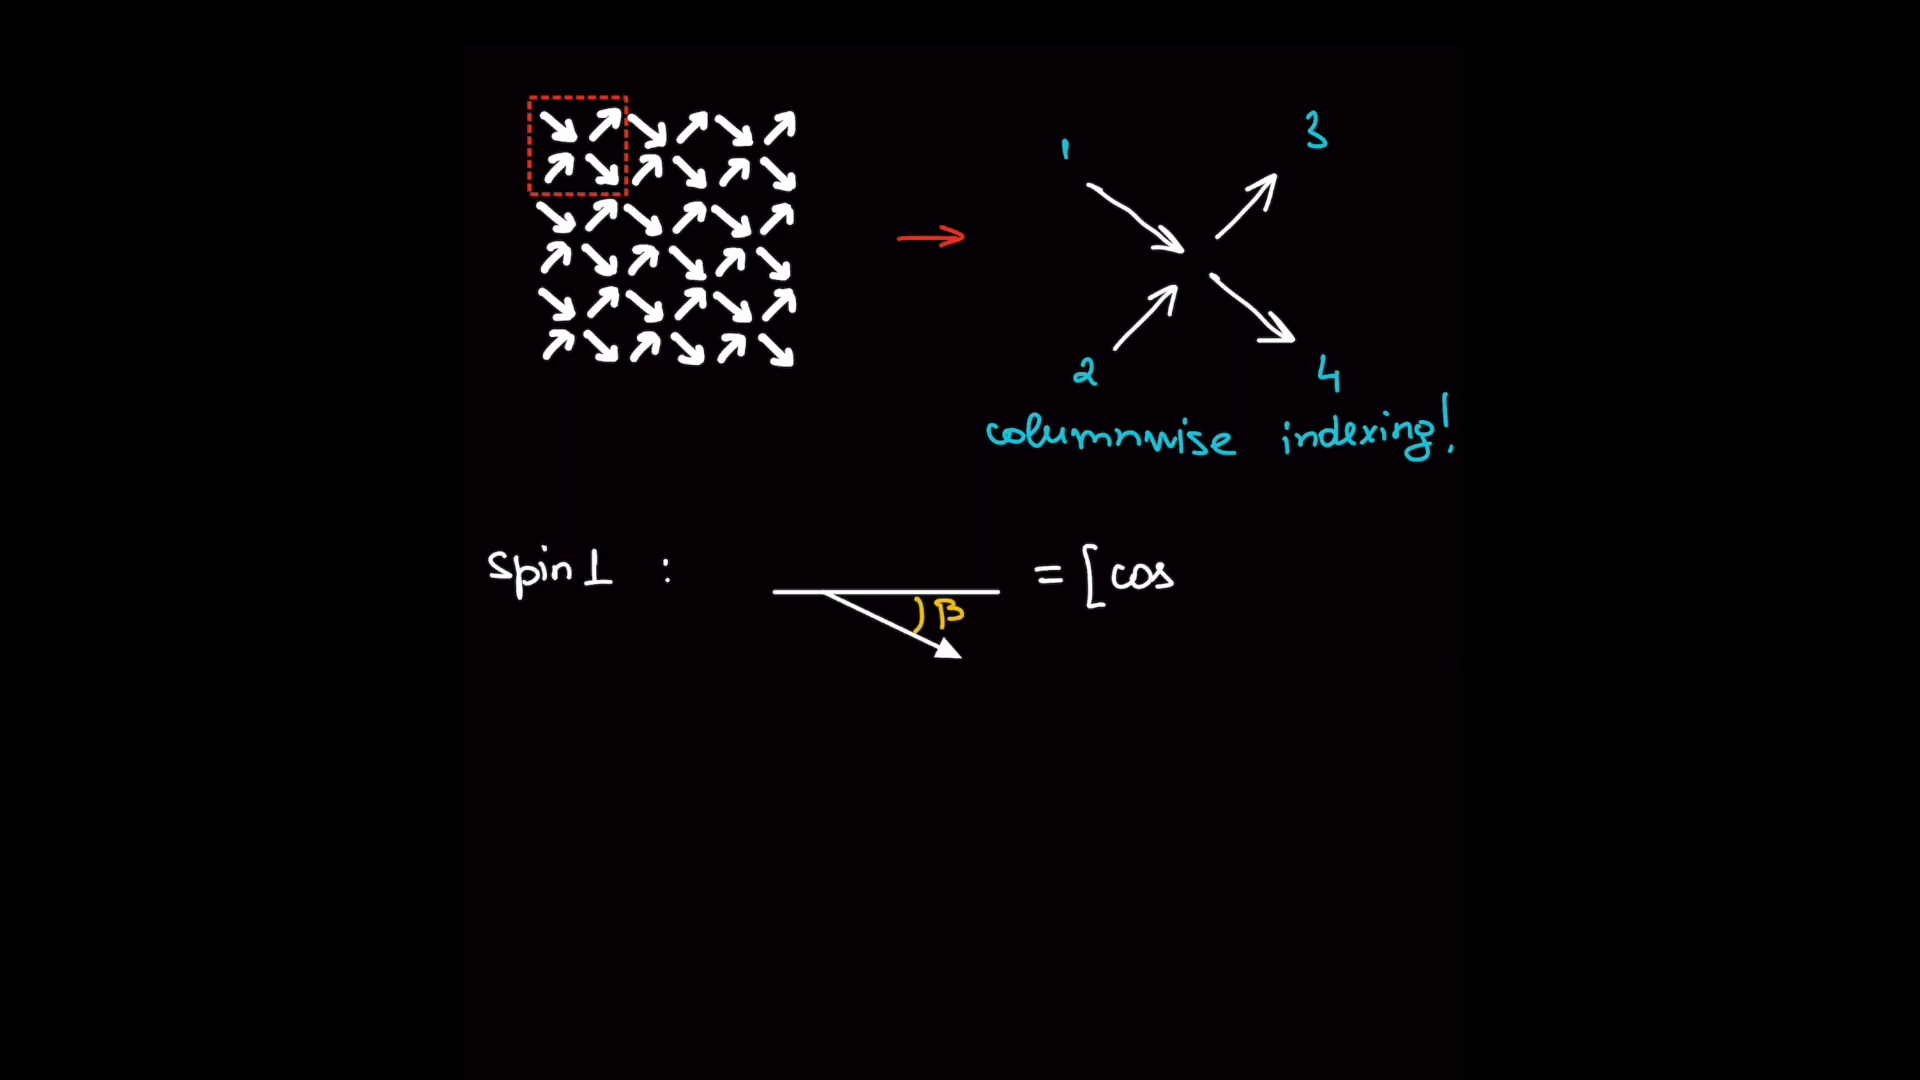 1 3
2 4
columnwise indexing!
spin 1 : β = [cos